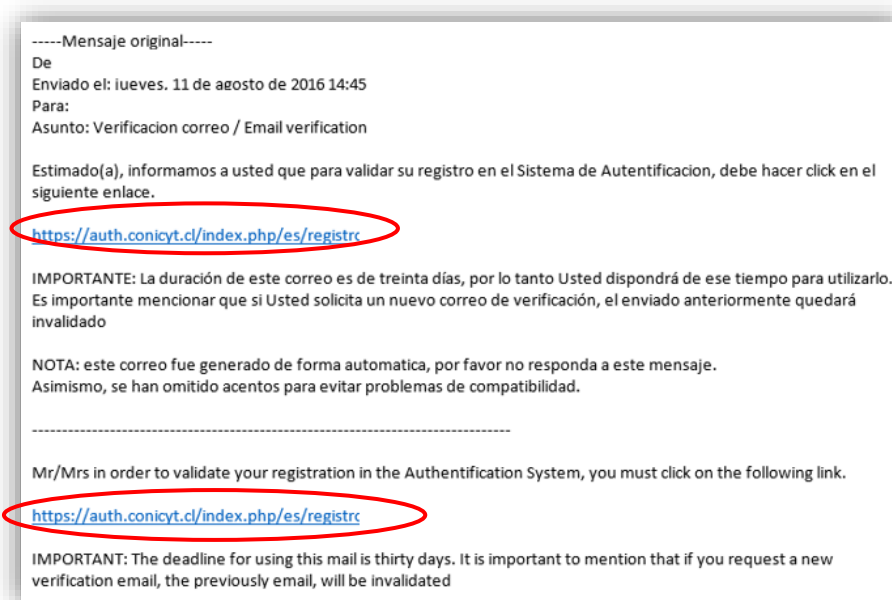 -----Mensaje original-----
De
Enviado el: jueves, 11 de agosto de 2016 14:45
Para:
Asunto: Verificacion correo / Email verification
Estimado(a), informamos a usted que para validar su registro en el Sistema de Autentificacion, debe hacer click en el
siguiente enlace.
https://auth.conicyt.cl/index.php/es/registro
IMPORTANTE: La duración de este correo es de treinta días, por lo tanto Usted dispondrá de ese tiempo para utilizarlo.
Es importante mencionar que si Usted solicita un nuevo correo de verificación, el enviado anteriormente quedará
invalidado
NOTA: este correo fue generado de forma automatica, por favor no responda a este mensaje.
Asimismo, se han omitido acentos para evitar problemas de compatibilidad.
--------------------------------------------------------------------------------
Mr/Mrs in order to validate your registration in the Authentification System, you must click on the following link.
https://auth.conicyt.cl/index.php/es/registro
IMPORTANT: The deadline for using this mail is thirty days. It is important to mention that if you request a new
verification email, the previously email, will be invalidated